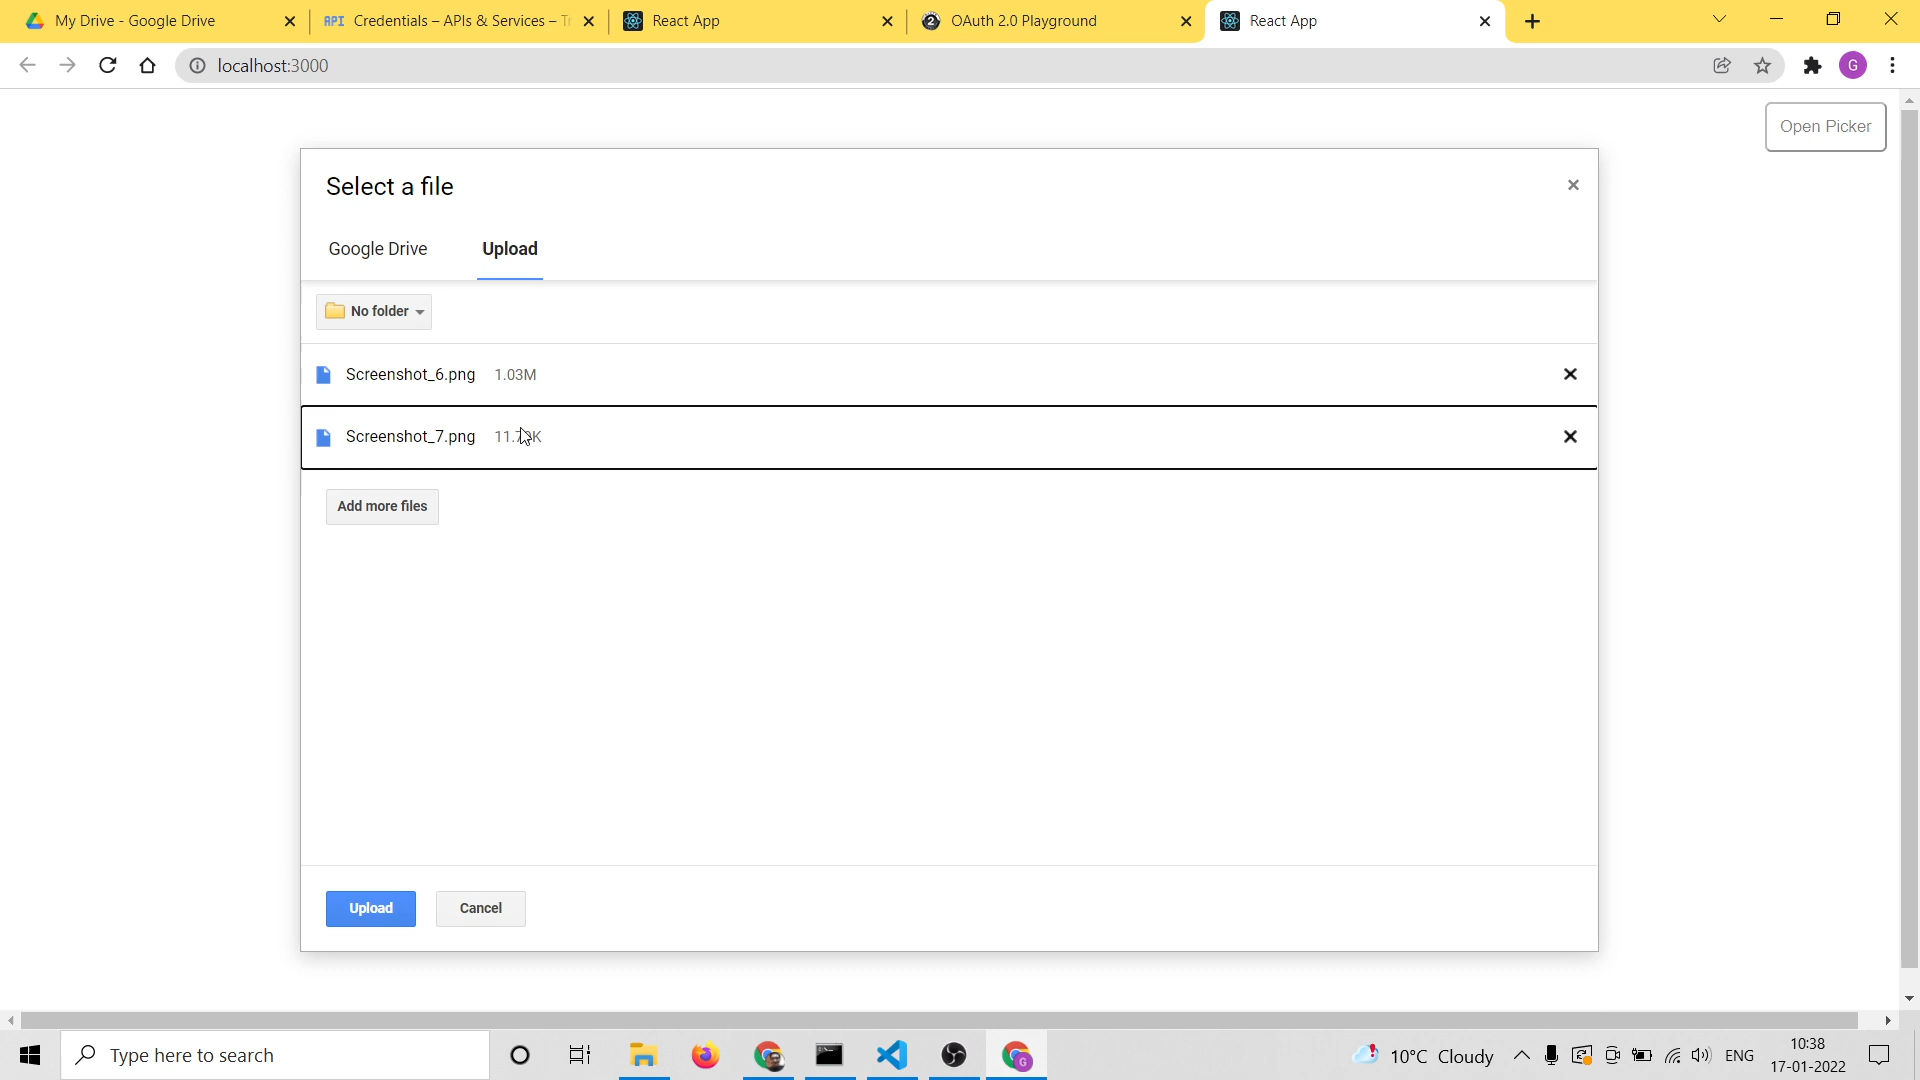 My Drive - Google Drive
API Credentials – APIs & Services –
React App
OAuth 2.0 Playground
React App
localhost:3000
G
Open Picker
Select a file
Google Drive
Upload
No folder
Screenshot_6.png 1.03M
Screenshot_7.png
Add more files
Upload
Cancel
Type here to search
10°C Cloudy
ENG
10:38
17-01-2022